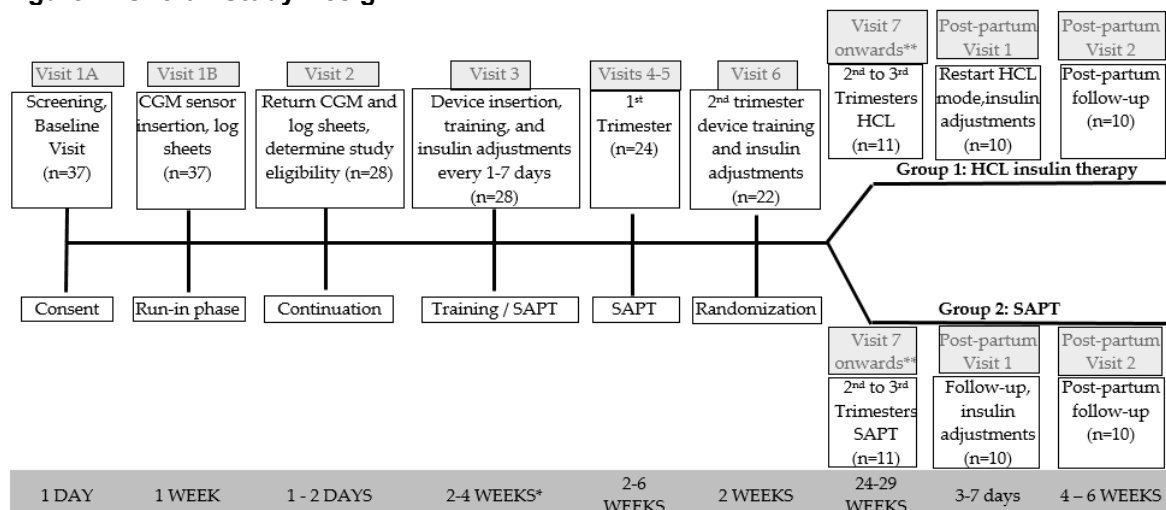 Visit 1A
Screening,
Baseline
Visit
(n=37)
Visit 1B
CGM sensor
insertion, log
sheets
(n=37)
Visit 2
Return CGM and
log sheets,
determine study
eligibility (n=28)
Visit 3
Device insertion,
training, and
insulin adjustments
every 1-7 days
(n=28)
Visits 4-5
1st
Trimester
(n=24)
Visit 6
2nd trimester
device training
and insulin
adjustments
(n=22)
Visit 7
onwards**
2nd to 3rd
Trimesters
HCL
(n=11)
Post-partum
Visit 1
Restart HCL
mode,insulin
adjustments
(n=10)
Post-partum
Visit 2
Post-partum
follow-up
(n=10)
Group 1: HCL insulin therapy
Consent
Run-in phase
Continuation
Training / SAPT
SAPT
Randomization
Group 2: SAPT
Visit 7
onwards**
2nd to 3rd
Trimesters
SAPT
(n=11)
Post-partum
Visit 1
Follow-up,
insulin
adjustments
(n=10)
Post-partum
Visit 2
Post-partum
follow-up
(n=10)
1 DAY
1 WEEK
1 - 2 DAYS
2-4 WEEKS*
2-6
WEEKS
2 WEEKS
24-29
WEEKS
3-7 days
4 – 6 WEEKS